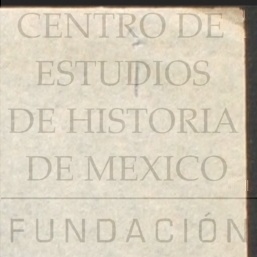 CENTRO DE
ESTUDIOS
DE HISTORIA
DE MEXICO
FUNDACIÓN